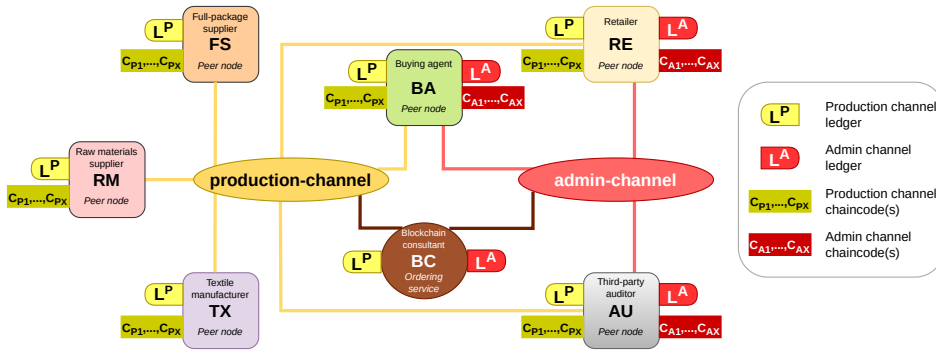 Full-package
supplier
FS
Peer node
L^P
C_P1,...,C_PX
Retailer
RE
Peer node
L^P
L^A
C_P1,...,C_PX
C_A1,...,C_AX
Buying agent
BA
Peer node
L^P
L^A
C_P1,...,C_PX
C_A1,...,C_AX
Raw materials
supplier
RM
Peer node
L^P
C_P1,...,C_PX
production-channel
admin-channel
Blockchain
consultant
BC
Ordering
service
L^P
L^A
Textile
manufacturer
TX
Peer node
L^P
C_P1,...,C_PX
Third-party
auditor
AU
Peer node
L^P
L^A
C_P1,...,C_PX
C_A1,...,C_AX
L^P
Production channel
ledger
L^A
Admin channel
ledger
C_P1,...,C_PX
Production channel
chaincode(s)
C_A1,...,C_AX
Admin channel
chaincode(s)